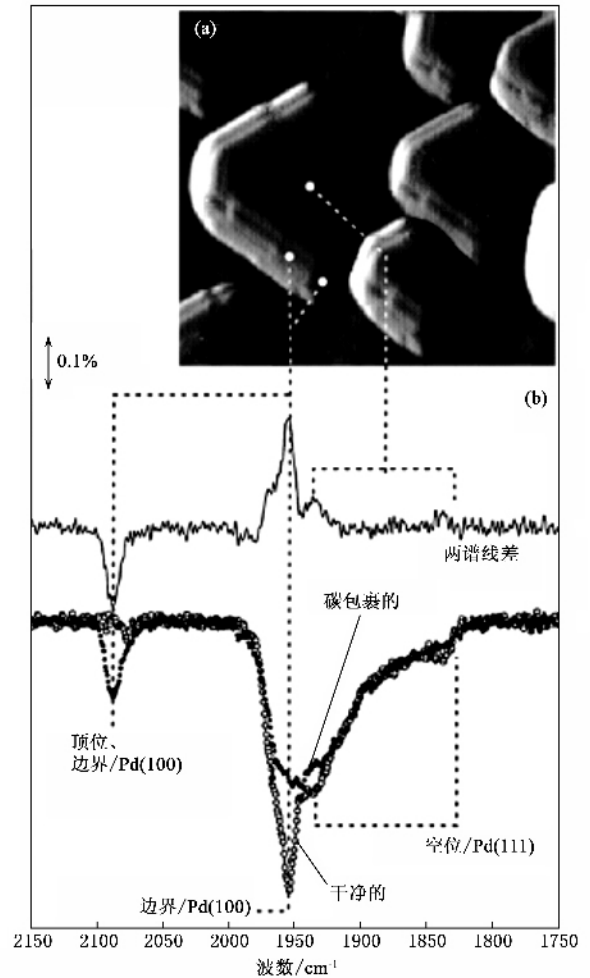 (a)
0.1%
(b)
两谱线差
碳包裹的
顶位、
边界/Pd(100)
空位/Pd(111)
干净的
边界/Pd(100)
2150 2100 2050 2000 1950 1900 1850 1800 1750
波数/cm⁻¹